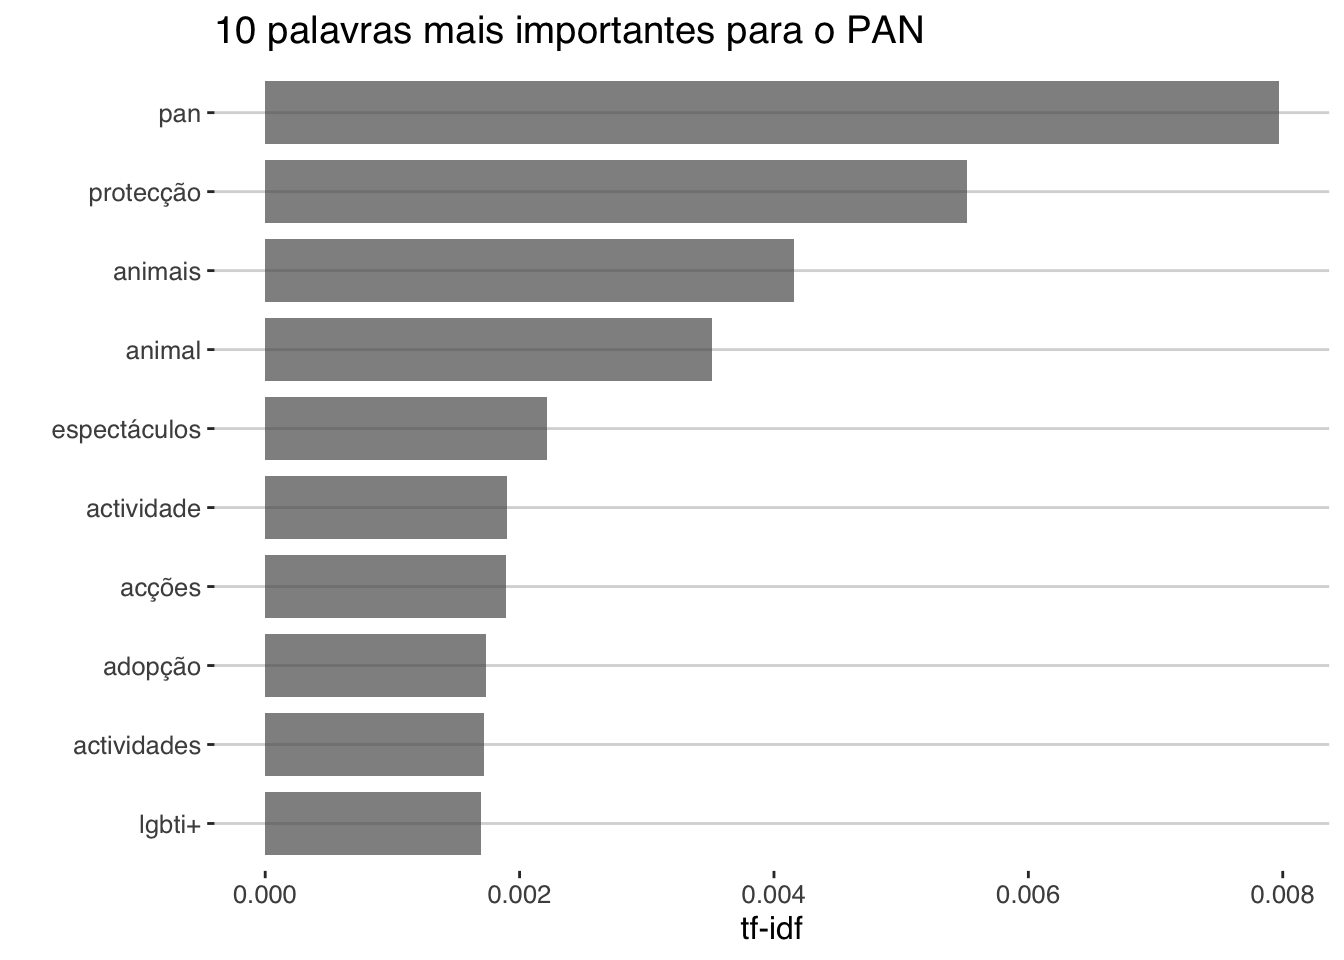 10 palavras mais importantes para o PAN
pan
protecção
animais
animal
espectáculos
actividade
acções
adopção
actividades
lgbti+
0.000 0.002 0.004 0.006 0.008
tf-idf